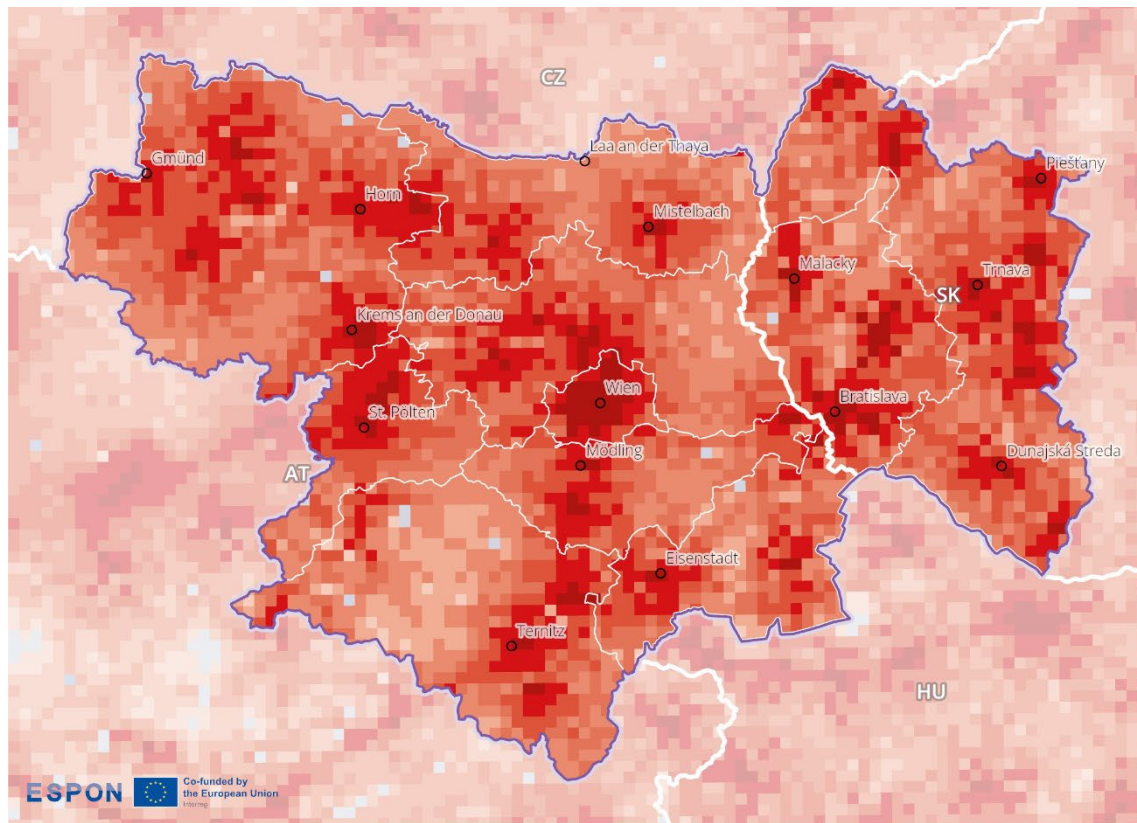 CZ
Laa an der Thaya
Gmünd
Piešťany
Horn
Mistelbach
Malacky
Trnava
SK
Krems an der Donau
Wien
Bratislava
St. Pölten
Mödling
Dunajská Streda
AT
Eisenstadt
Ternitz
HU
ESPON
Co-funded by
the European Union
Interreg